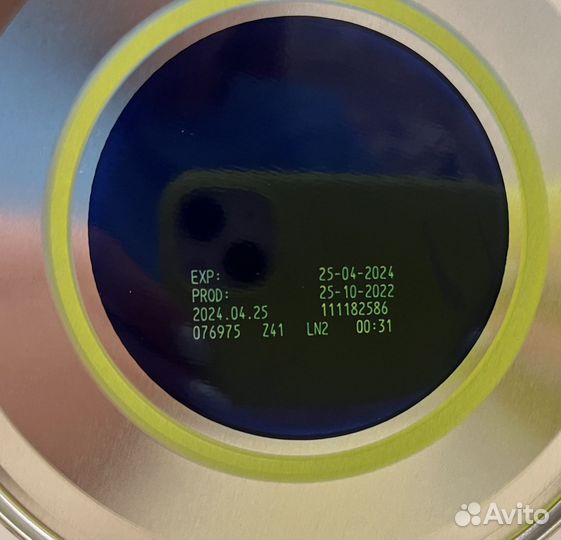 EXP: 25-04-2024
PROD: 25-10-2022
2024.04.25 111182586
076975 Z41 LN2 00:31
Avito